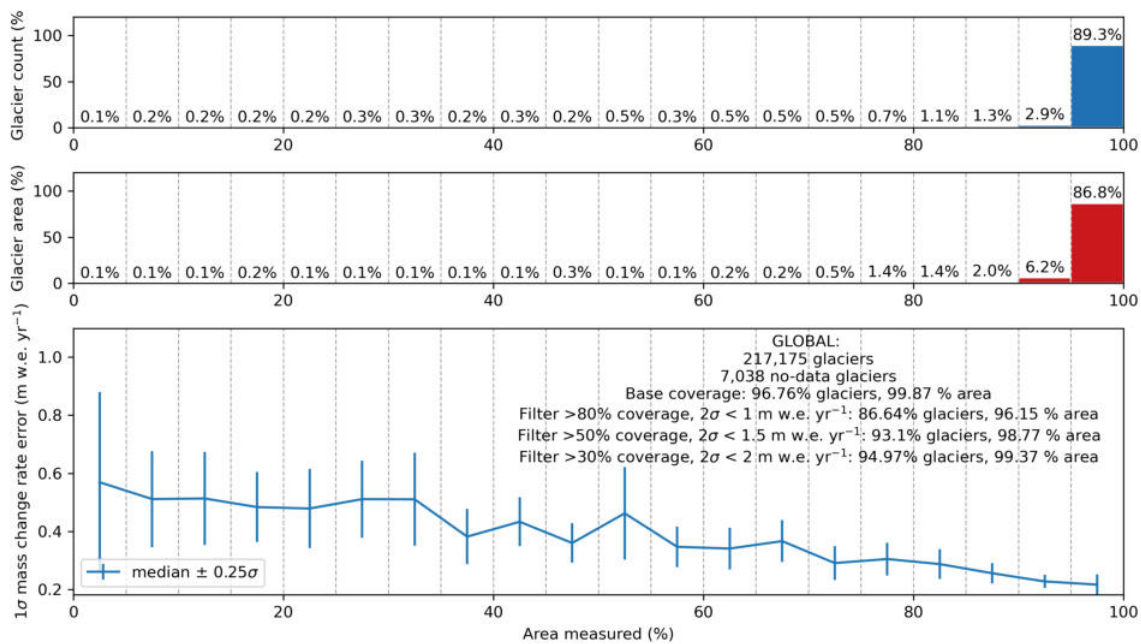 Glacier count (%
100
50
0
0.1% 0.2% 0.2% 0.2% 0.2% 0.3% 0.3% 0.2% 0.3% 0.2% 0.5% 0.3% 0.5% 0.5% 0.5% 0.7% 1.1% 1.3% 2.9% 89.3%
0 20 40 60 80 100
Glacier area (%)
100
50
0
0.1% 0.1% 0.1% 0.2% 0.1% 0.1% 0.1% 0.1% 0.1% 0.3% 0.1% 0.1% 0.2% 0.2% 0.5% 1.4% 1.4% 2.0% 6.2% 86.8%
0 20 40 60 80 100
1σ mass change rate error (m w.e. yr⁻¹)
1.0
0.8
0.6
0.4
0.2
GLOBAL:
217,175 glaciers
7,038 no-data glaciers
Base coverage: 96.76% glaciers, 99.87 % area
Filter >80% coverage, 2σ < 1 m w.e. yr⁻¹: 86.64% glaciers, 96.15 % area
Filter >50% coverage, 2σ < 1.5 m w.e. yr⁻¹: 93.1% glaciers, 98.77 % area
Filter >30% coverage, 2σ < 2 m w.e. yr⁻¹: 94.97% glaciers, 99.37 % area
median ± 0.25σ
0 20 40 60 80 100
Area measured (%)